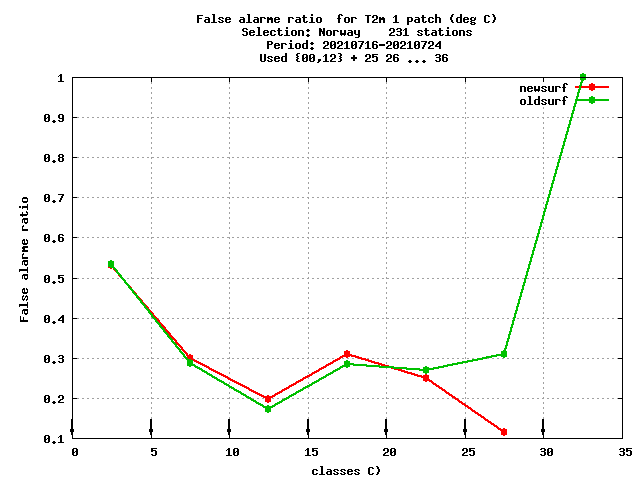 False alarme ratio  for T2m 1 patch (deg C)
Selection: Norway    231 stations
Period: 20210716-20210724
Used {00,12} + 25 26 ... 36
newsurf
oldsurf
1
0.9
0.8
0.7
0.6
0.5
0.4
0.3
0.2
0.1
False alarme ratio
0 5 10 15 20 25 30 35
classes C)